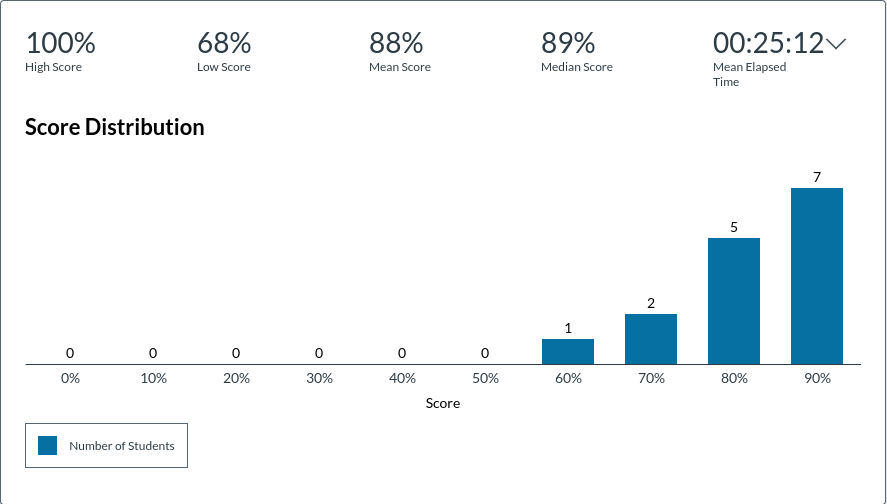 100%
High Score
68%
Low Score
88%
Mean Score
89%
Median Score
00:25:12
Mean Elapsed
Time
Score Distribution
0 0 0 0 0 0 1 2 5 7
0% 10% 20% 30% 40% 50% 60% 70% 80% 90%
Score
Number of Students